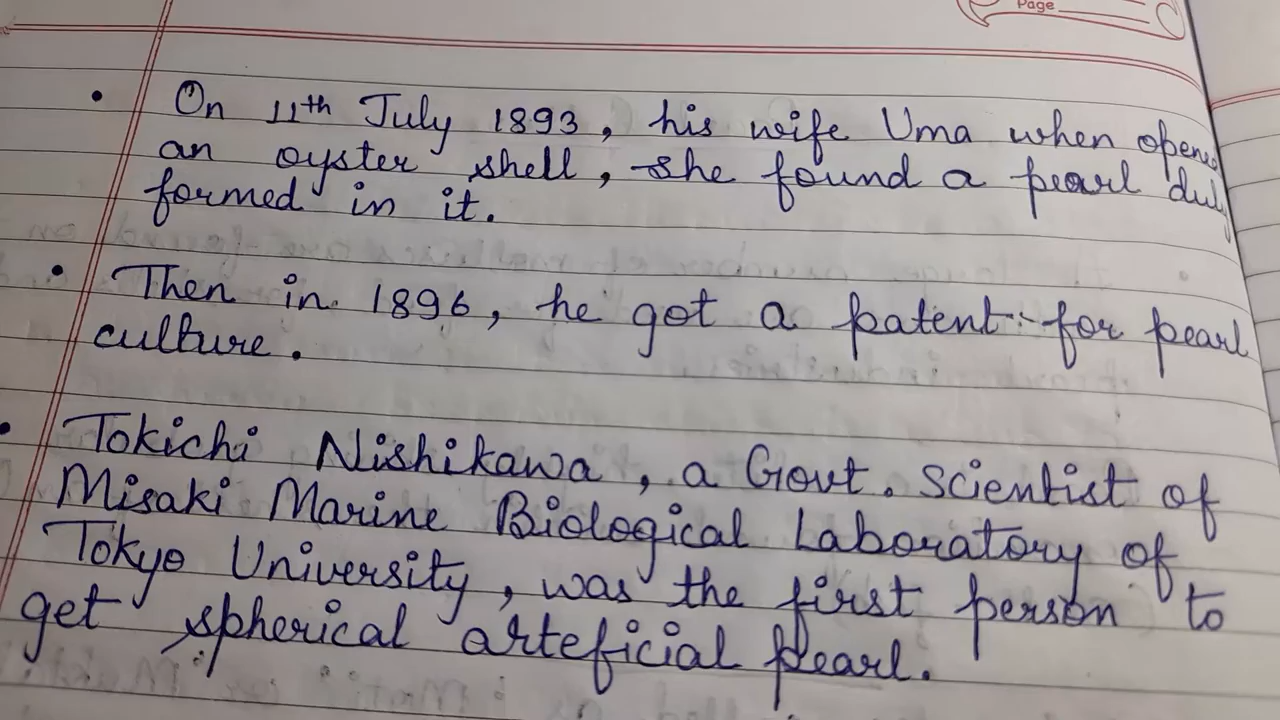 Page
• On 11th July 1893, his wife Uma when opened
an oyster shell, she found a pearl duly
formed in it.
• Then in 1896, he got a patent for pearl
culture.
• Tokichi Nishikawa, a Govt. Scientist of
Misaki Marine Biological Laboratory of
Tokyo University, was the first person to
get spherical arteficial pearl.